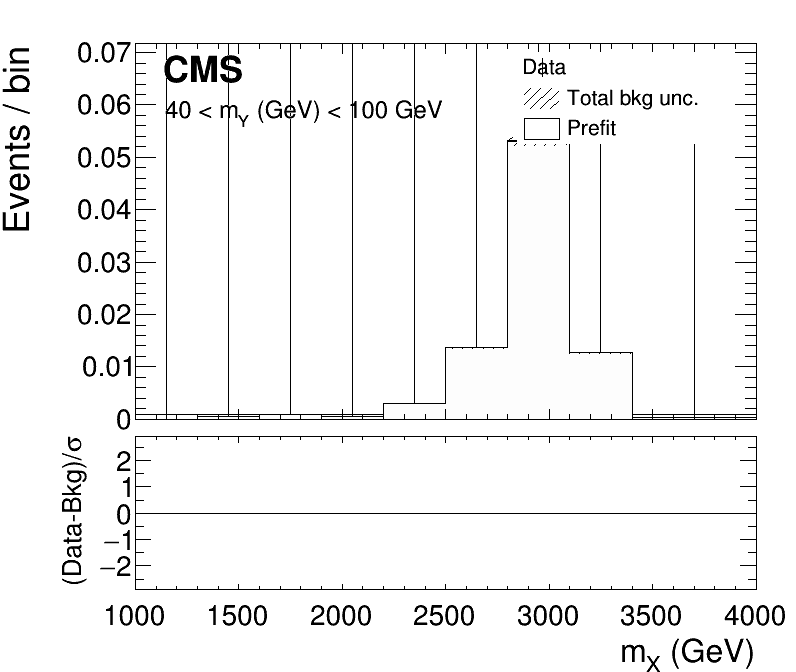 CMS
40 < mY (GeV) < 100 GeV
Data
Total bkg unc.
Prefit
Events / bin
0.07
0.06
0.05
0.04
0.03
0.02
0.01
0
(Data-Bkg)/σ
2
1
0
−1
−2
1000 1500 2000 2500 3000 3500 4000
mX (GeV)